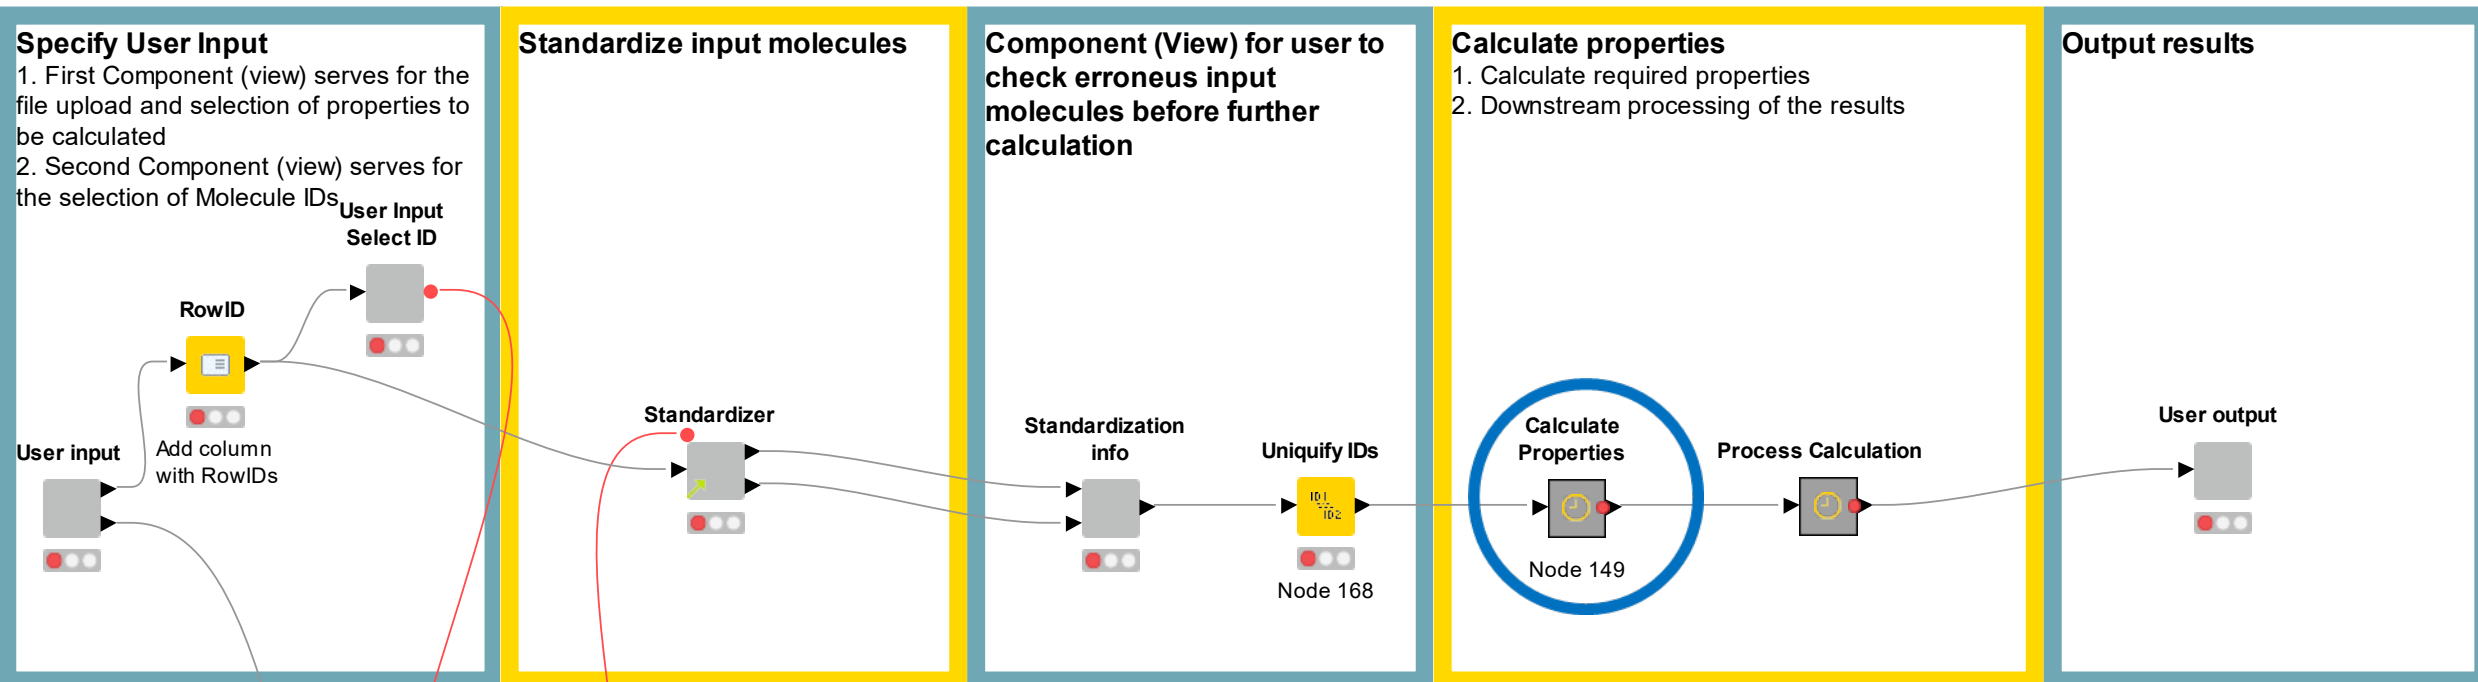 Specify User Input
1. First Component (view) serves for the
file upload and selection of properties to
be calculated
2. Second Component (view) serves for
the selection of Molecule IDs
User Input
Select ID
RowID
Add column
with RowIDs
User input
Standardize input molecules
Standardizer
Component (View) for user to
check erroneus input
molecules before further
calculation
Standardization
info
Uniquify IDs
ID1
ID2
Node 168
Calculate properties
1. Calculate required properties
2. Downstream processing of the results
Calculate
Properties
Node 149
Process Calculation
Output results
User output